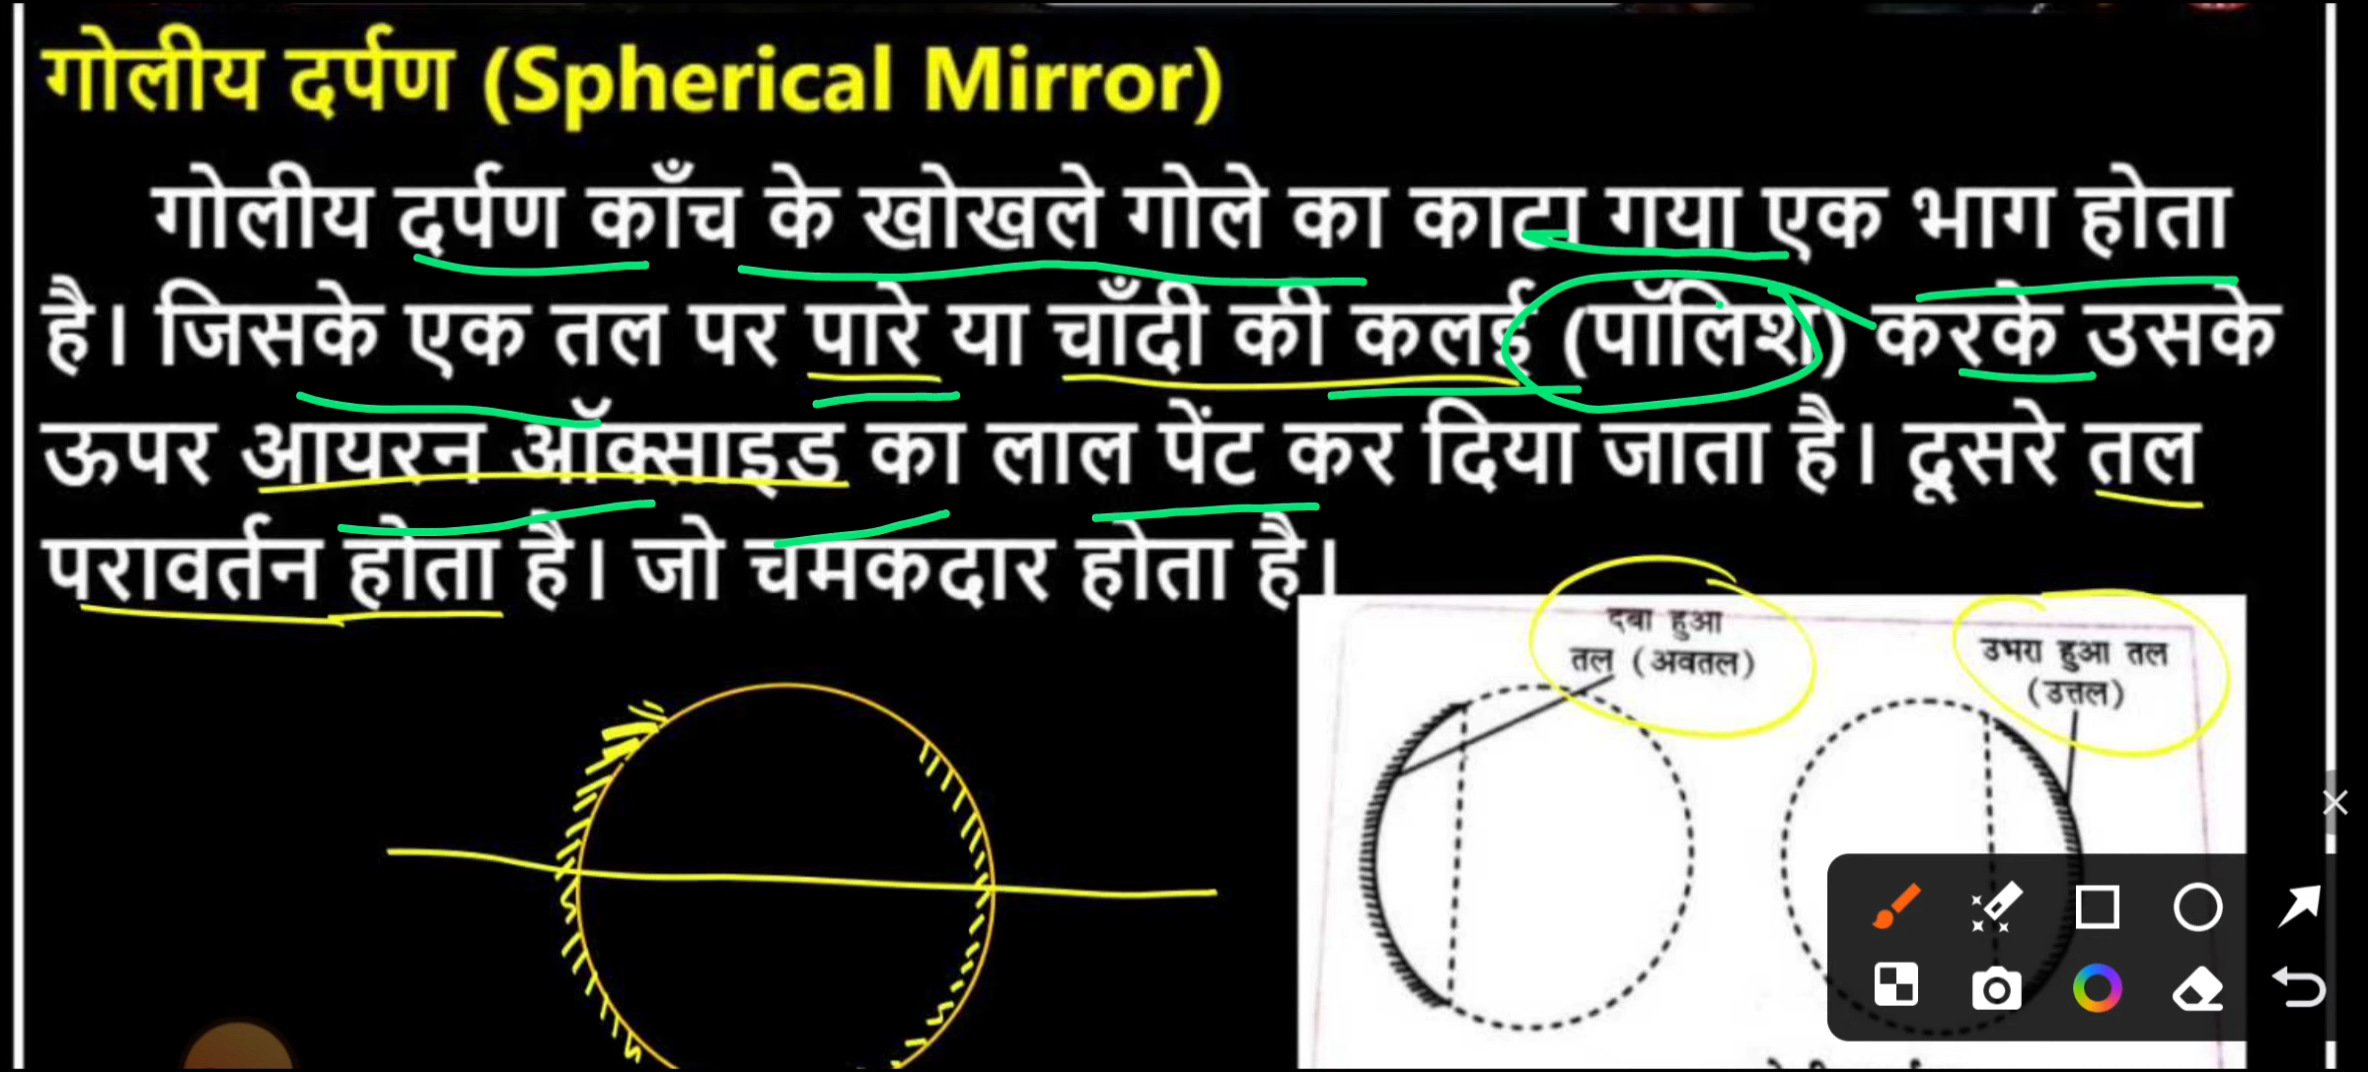 गोलीय दर्पण (Spherical Mirror)
गोलीय दर्पण काँच के खोखले गोले का काटा गया एक भाग होता
है। जिसके एक तल पर पारे या चाँदी की कलई (पॉलिश) करके उसके
ऊपर आयरन ऑक्साइड का लाल पेंट कर दिया जाता है। दूसरे तल
परावर्तन होता है। जो चमकदार होता है।
दबा हुआ
तल (अवतल)
उभरा हुआ तल
(उत्तल)